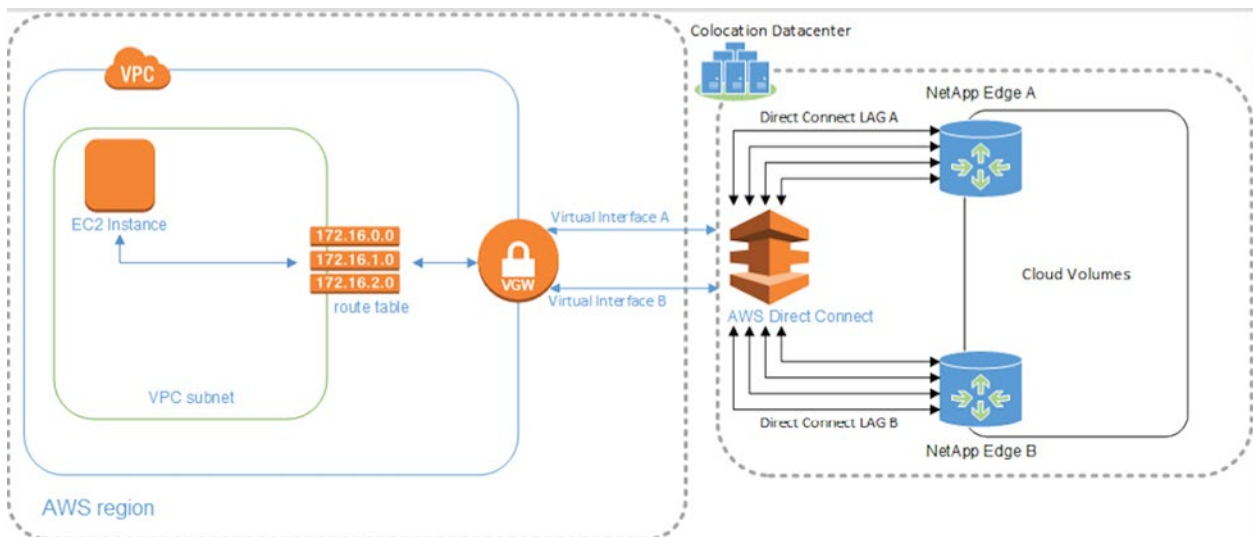 Colocation Datacenter
VPC
NetApp Edge A
Direct Connect LAG A
EC2 Instance
Virtual Interface A
172.16.0.0
172.16.1.0
172.16.2.0
route table
VGW
Virtual Interface B
Cloud Volumes
AWS Direct Connect
VPC subnet
Direct Connect LAG B
NetApp Edge B
AWS region